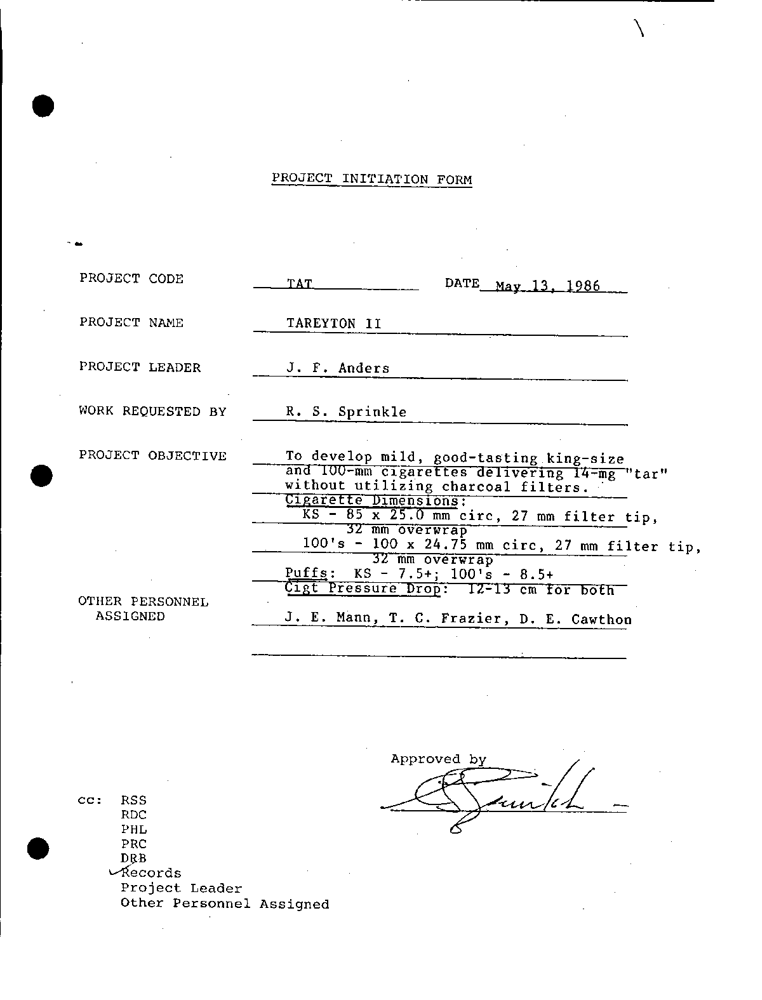 PROJECT INITIATION FORM
PROJECT CODE TAT DATE May 13, 1986
PROJECT NAME TAREYTON II
PROJECT LEADER J. F. Anders
WORK REQUESTED BY R. S. Sprinkle
PROJECT OBJECTIVE To develop mild, good-tasting king-size
and 100-mm cigarettes delivering 14-mg "tar"
without utilizing charcoal filters.
Cigarette Dimensions:
KS - 85 x 25.0 mm circ, 27 mm filter tip,
32 mm overwrap
100's - 100 x 24.75 mm circ, 27 mm filter tip,
32 mm overwrap
Puffs: KS - 7.5+; 100's - 8.5+
Cigt Pressure Drop: 12-13 cm for both
OTHER PERSONNEL
ASSIGNED J. E. Mann, T. C. Frazier, D. E. Cawthon
Approved by
cc: RSS
RDC
PHL
PRC
DRB
Records
Project Leader
Other Personnel Assigned